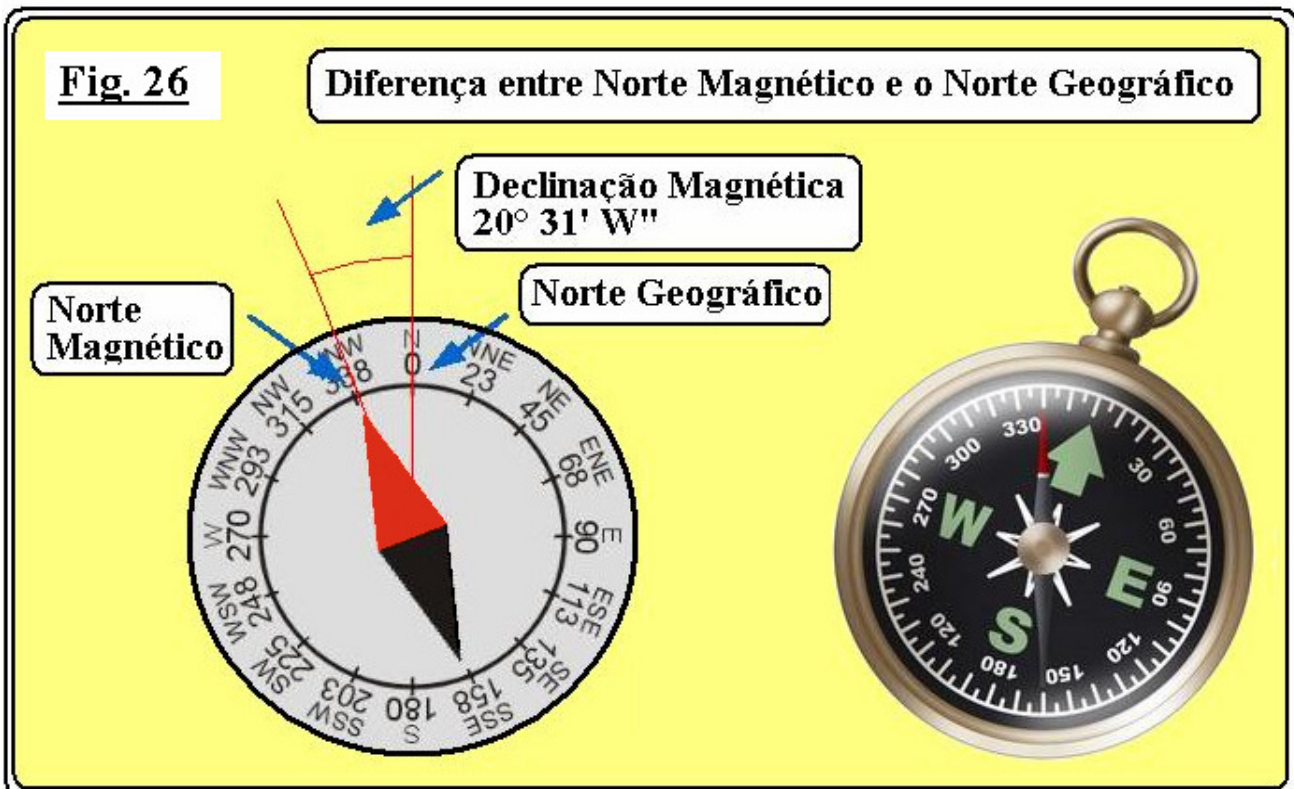 Fig. 26
Diferença entre Norte Magnético e o Norte Geográfico
Declinação Magnética
20° 31' W"
Norte Geográfico
Norte
Magnético
N
0
NNE
23
NE
45
ENE
68
E
90
ESE
113
SE
135
SSE
158
S
180
SSW
203
SW
225
WSW
248
W
270
WNW
293
NW
315
NW
338
330
30
60
E
90
120
150
S
180
120
240
W
270
300